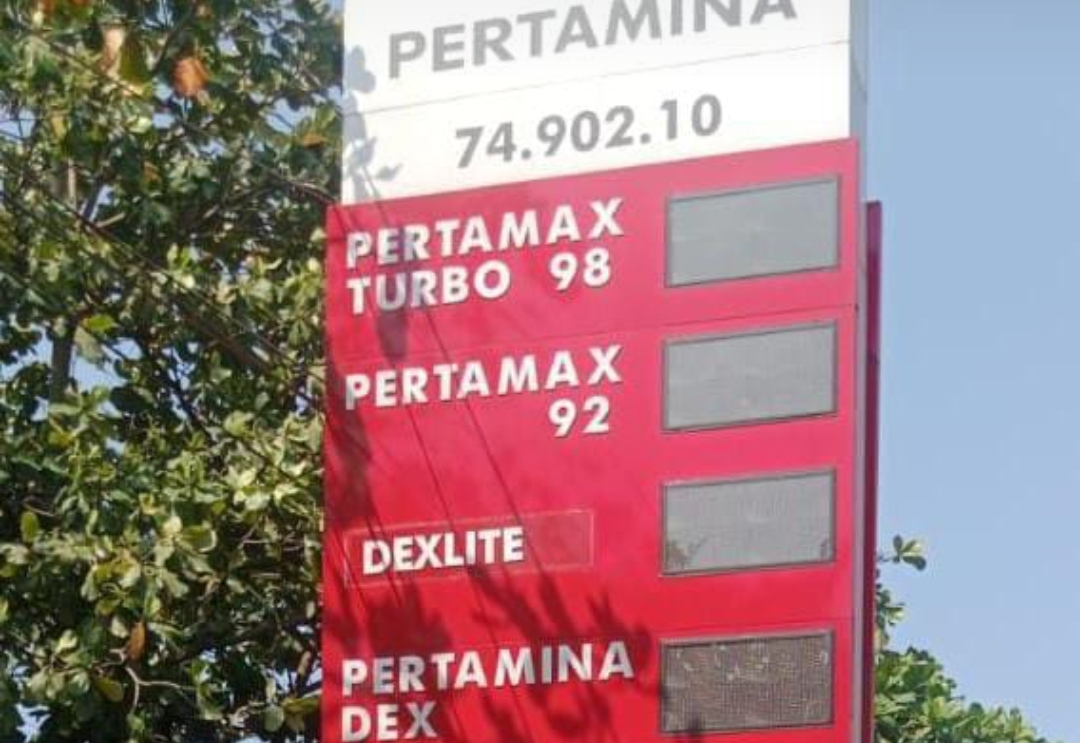 PERTAMINA
74.902.10
PERTAMAX
TURBO 98
PERTAMAX
92
DEXLITE
PERTAMINA
DEX